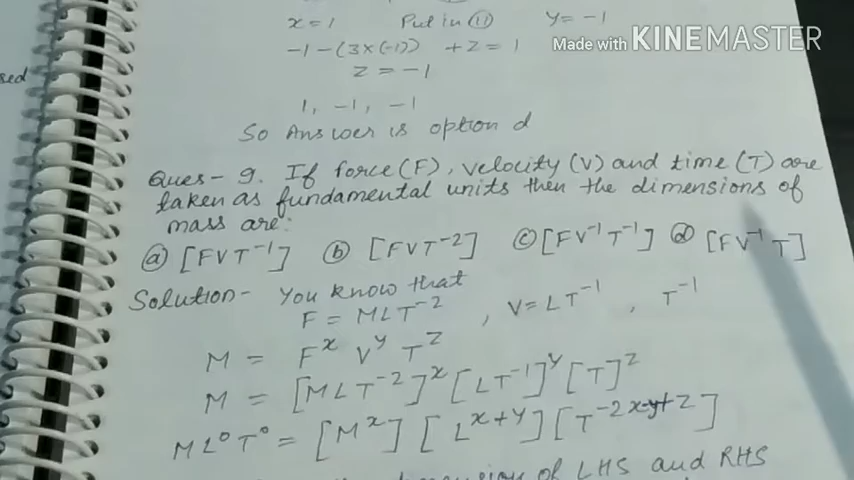 x = 1 Put in ⑪ y = -1
Made with KINEMASTER
-1 - (3 × (-1)) + z = 1
sed
z = -1
1, -1, -1
So Answer is option d
Ques - 9. If force (F), velocity (V) and time (T) are
taken as fundamental units then the dimensions of
mass are:
ⓐ [FVT⁻¹] ⓑ [FVT⁻²] ⓒ [FV⁻¹T⁻¹] ⓓ [FV⁻¹T]
Solution - You know that
F = MLT⁻², V = LT⁻¹, T⁻¹
M = Fˣ Vʸ Tᶻ
M = [MLT⁻²]ˣ [LT⁻¹]ʸ [T]ᶻ
ML⁰T⁰ = [Mˣ] [Lˣ⁺ʸ] [T⁻²ˣ⁻ʸ⁺ᶻ]
of LHS and RHS